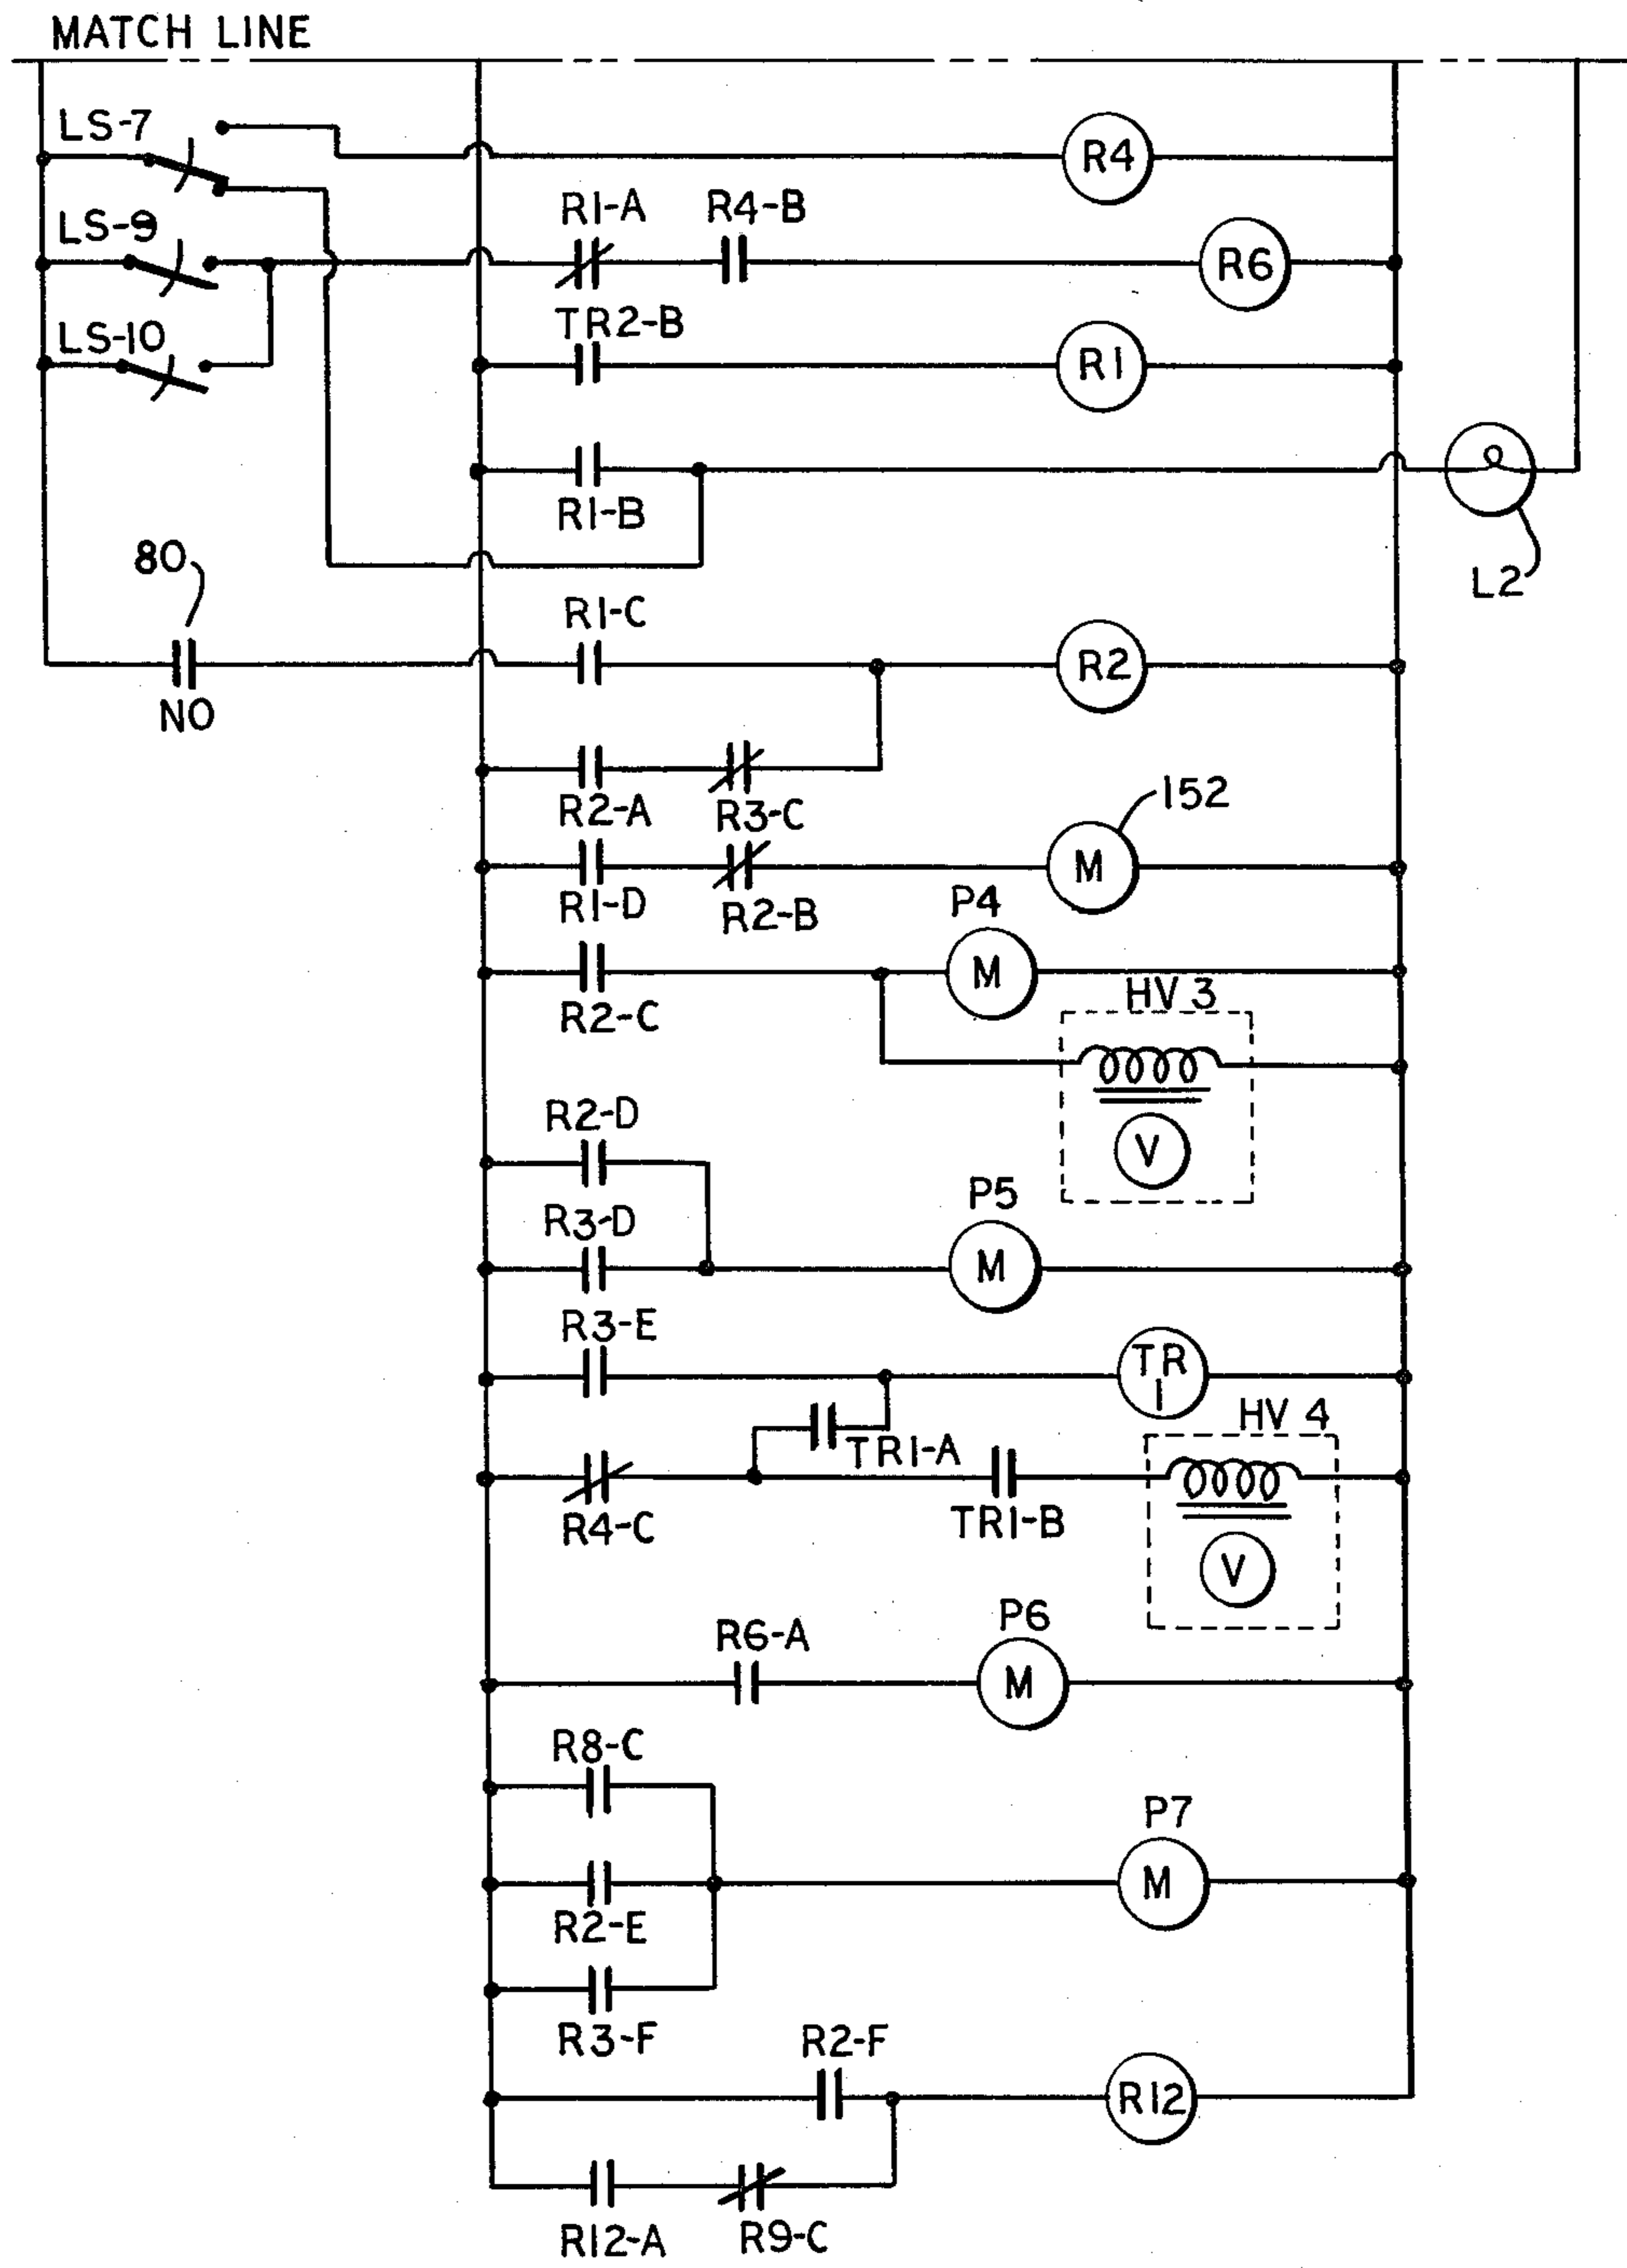 MATCH LINE
LS-7
R4
R1-A
R4-B
LS-9
R6
TR2-B
LS-10
R1
R1-B
L2
80
R1-C
NO
R2
R2-A
R3-C
152
M
R1-D
R2-B
P4
M
R2-C
HV 3
V
R2-D
P5
R3-D
M
R3-E
TR
1
HV 4
TR1-A
R4-C
TR1-B
V
R6-A
P6
M
R8-C
P7
M
R2-E
R3-F
R2-F
R12
R12-A
R9-C